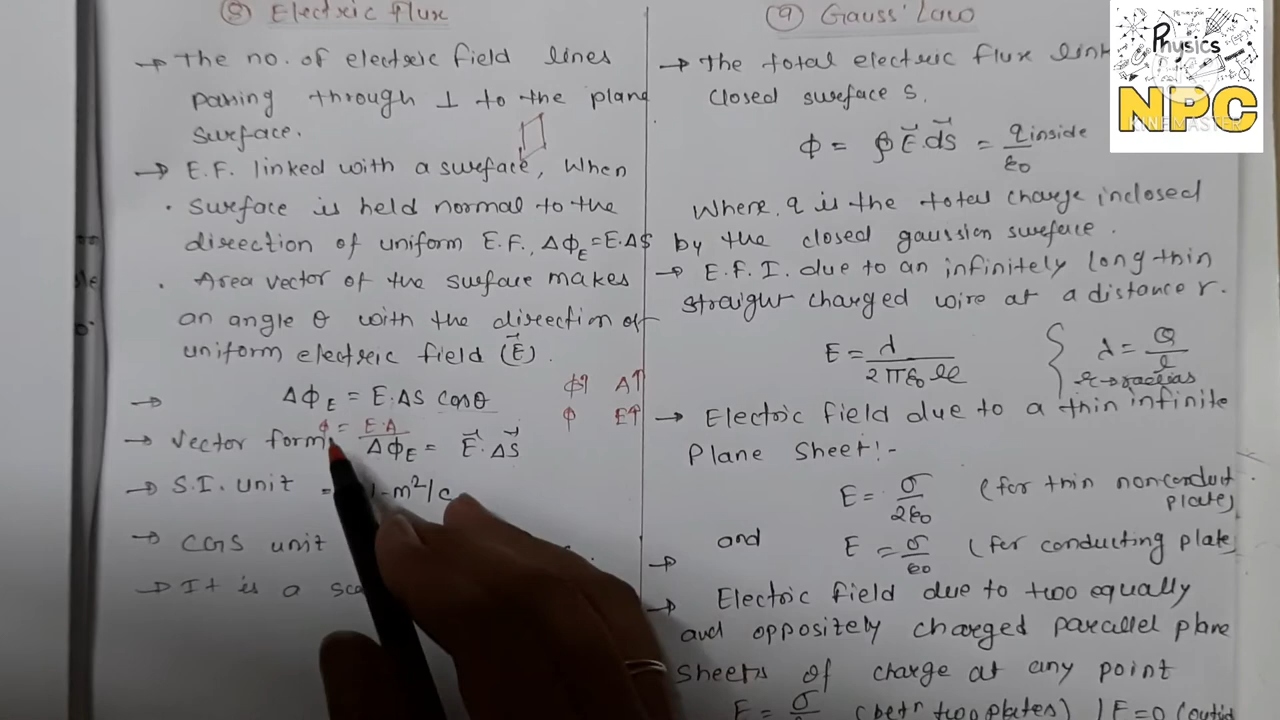 (8) Electric flux
→ The no. of electric field lines
passing through ⊥ to the plane
surface.
→ E.F. linked with a surface, When
· Surface is held normal to the
direction of uniform E.F., ΔΦE = E·ΔS
· Area vector of the surface makes
an angle θ with the direction of
uniform electric field (E⃗).
→ ΔΦE = E·ΔS cosθ
Φ↑ A↑
Φ E↑
Φ = E·A
→ Vector form ΔΦE = E⃗·ΔS⃗
→ S.I. unit = -m²/c
→ CGS unit
→ It is a
(9) Gauss' Law
→ The total electric flux
closed surface S.
Φ = ∮ E⃗·ds⃗ = q inside / ε0
Where, q is the total charge inclosed
by the closed gaussian surface.
→ E.F.I. due to an infinitely long thin
straight charged wire at a distance r.
E = λ / 2πε0 r { λ = Q/l
r → radius
→ Electric field due to a thin infinite
Plane Sheet :-
E = σ / 2ε0 (for thin nonconduct
plate)
and E = σ / ε0 (for conducting plate)
→
→ Electric field due to two equally
and oppositely charged parallel plane
Sheets of charge at any point
E = σ (betn two plates) | E=0
Physics
NPC
KINEMASTER